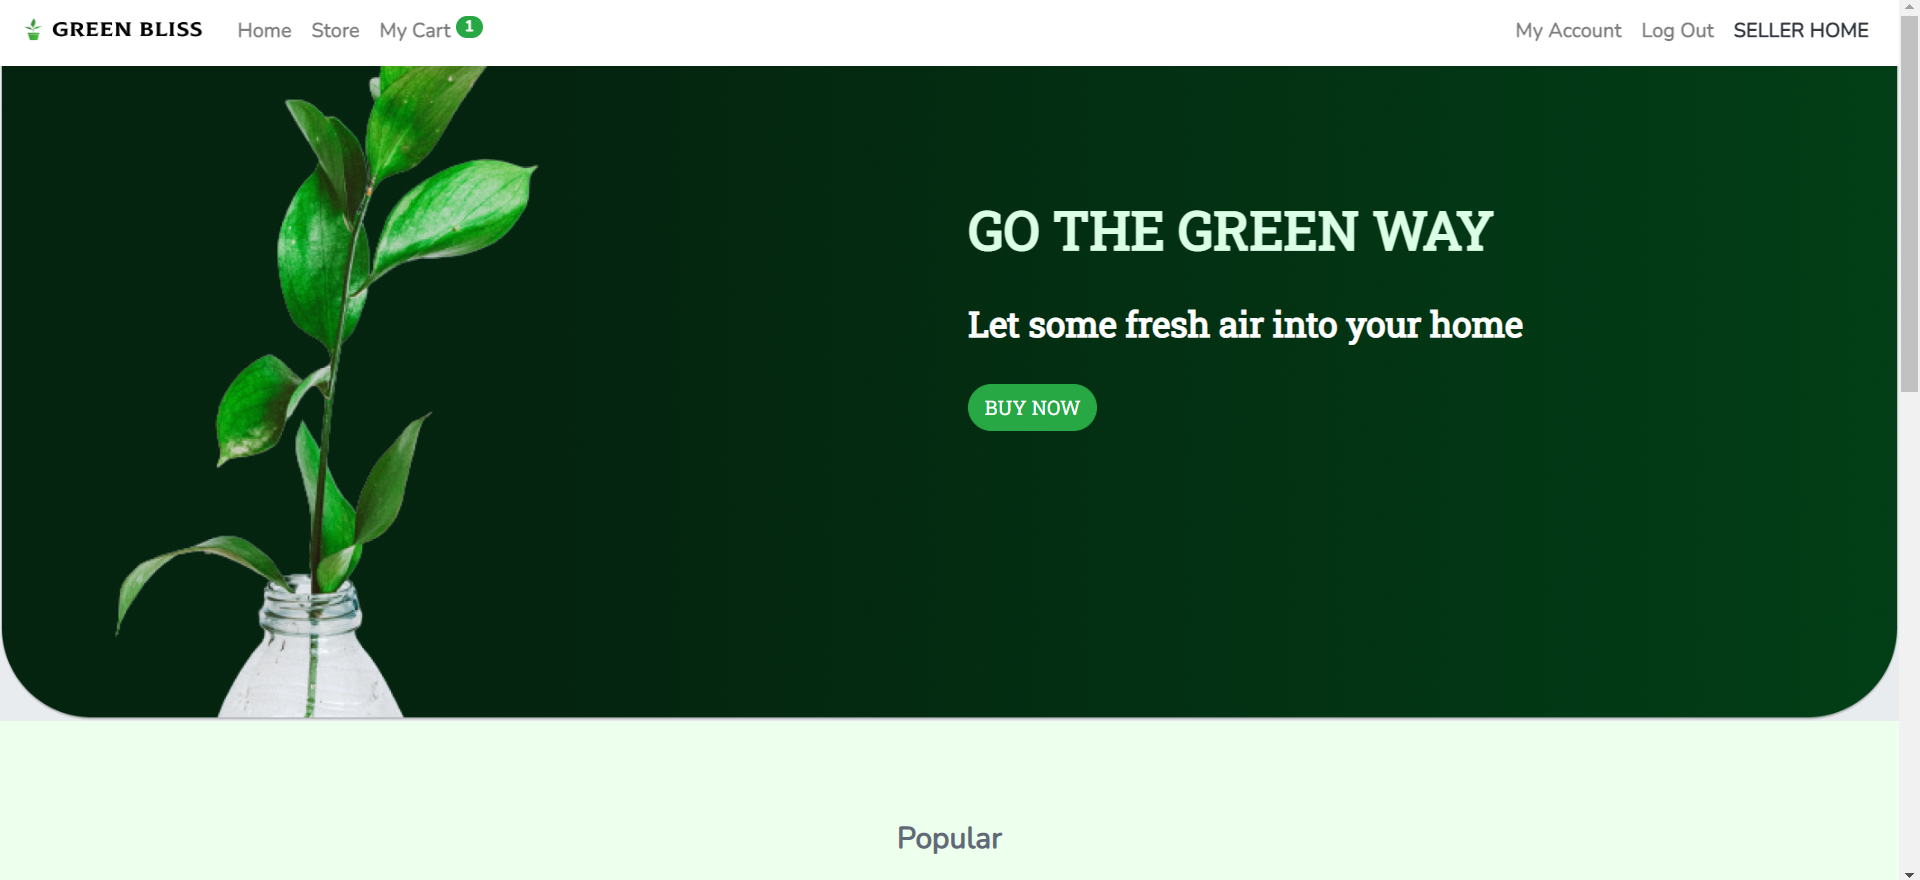 GREEN BLISS Home Store My Cart 1 My Account Log Out SELLER HOME
GO THE GREEN WAY
Let some fresh air into your home
BUY NOW
Popular